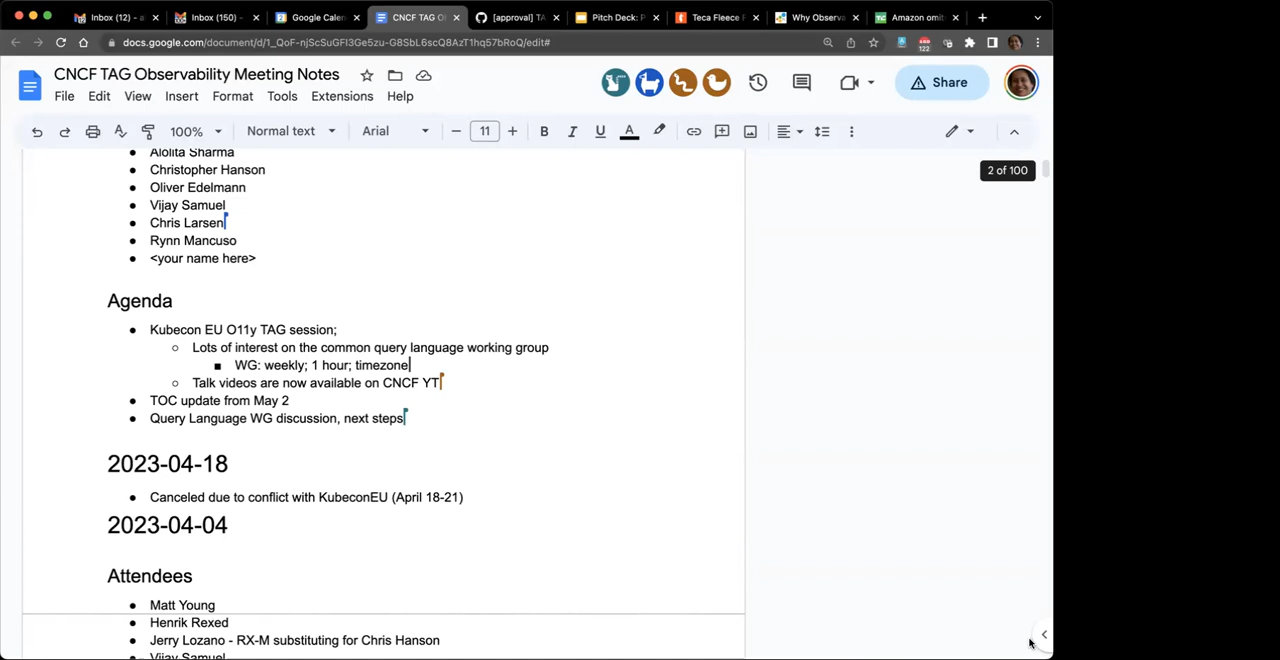 Inbox (12) - a
Inbox (150) -
Google Calen
CNCF TAG O
[approval] TA
Pitch Deck: P
Teca Fleece F
Why Observa
Amazon omit
docs.google.com/document/d/1_QoF-njScSuGFl3Ge5zu-G8SbL6scQ8AzT1hq57bRoQ/edit#
122
CNCF TAG Observability Meeting Notes
File Edit View Insert Format Tools Extensions Help
Share
100% Normal text Arial 11 B I U A
2 of 100
Alolita Sharma
Christopher Hanson
Oliver Edelmann
Vijay Samuel
Chris Larsen
Rynn Mancuso
<your name here>
Agenda
Kubecon EU O11y TAG session;
Lots of interest on the common query language working group
WG: weekly; 1 hour; timezone
Talk videos are now available on CNCF YT
TOC update from May 2
Query Language WG discussion, next steps
2023-04-18
Canceled due to conflict with KubeconEU (April 18-21)
2023-04-04
Attendees
Matt Young
Henrik Rexed
Jerry Lozano - RX-M substituting for Chris Hanson
Vijay Samuel